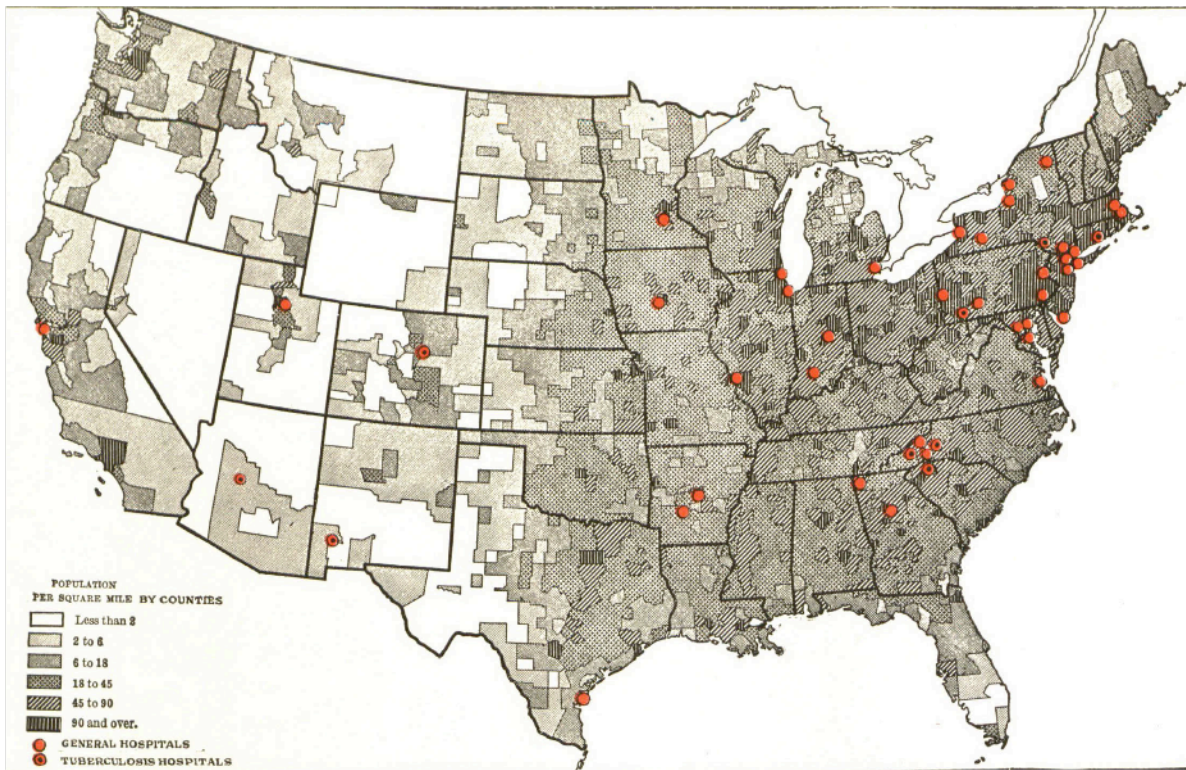 POPULATION
PER SQUARE MILE BY COUNTIES
Less than 2
2 to 6
6 to 18
18 to 45
45 to 90
90 and over.
GENERAL HOSPITALS
TUBERCULOSIS HOSPITALS